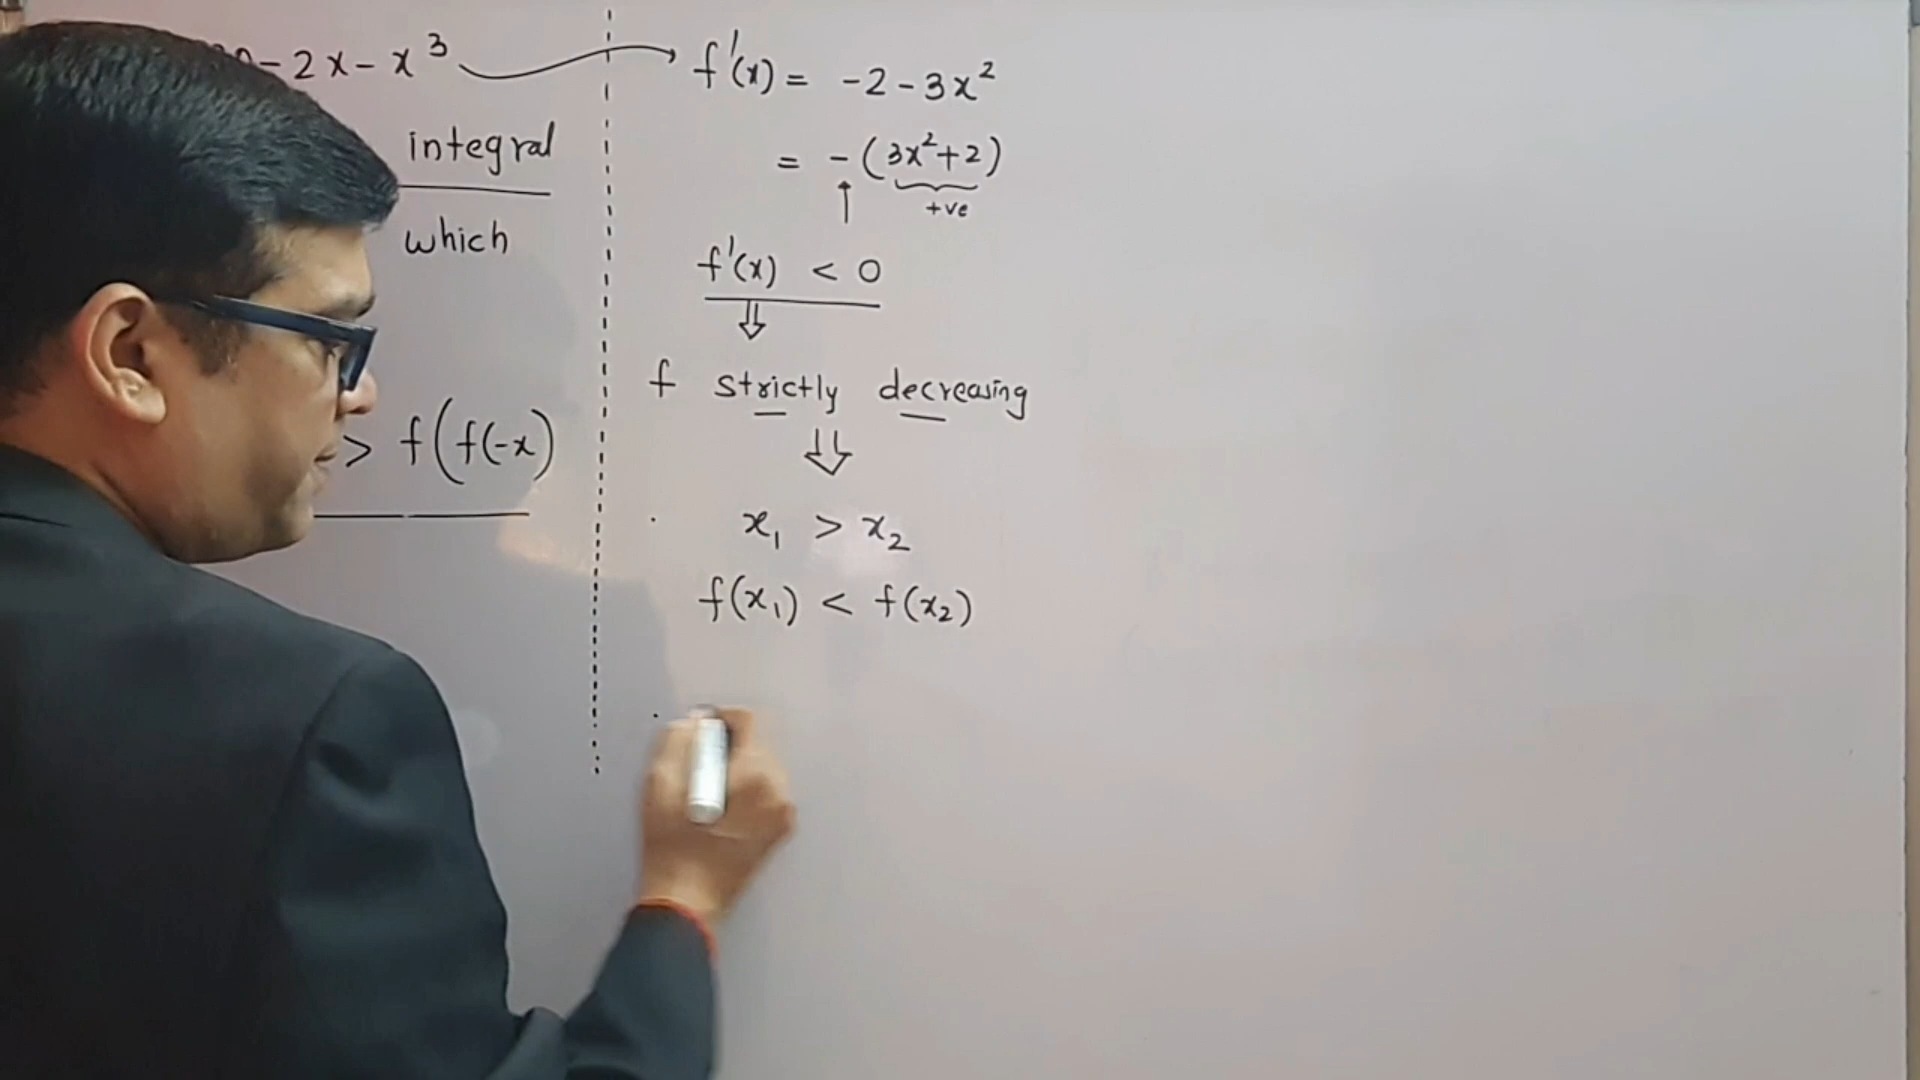 - 2x - x³
integral
which
> f(f(-x)
f'(x) = -2 - 3x²
= - (3x²+2)
+ve
f'(x) < 0
⇓
f strictly decreasing
⇓
x₁ > x₂
f(x₁) < f(x₂)